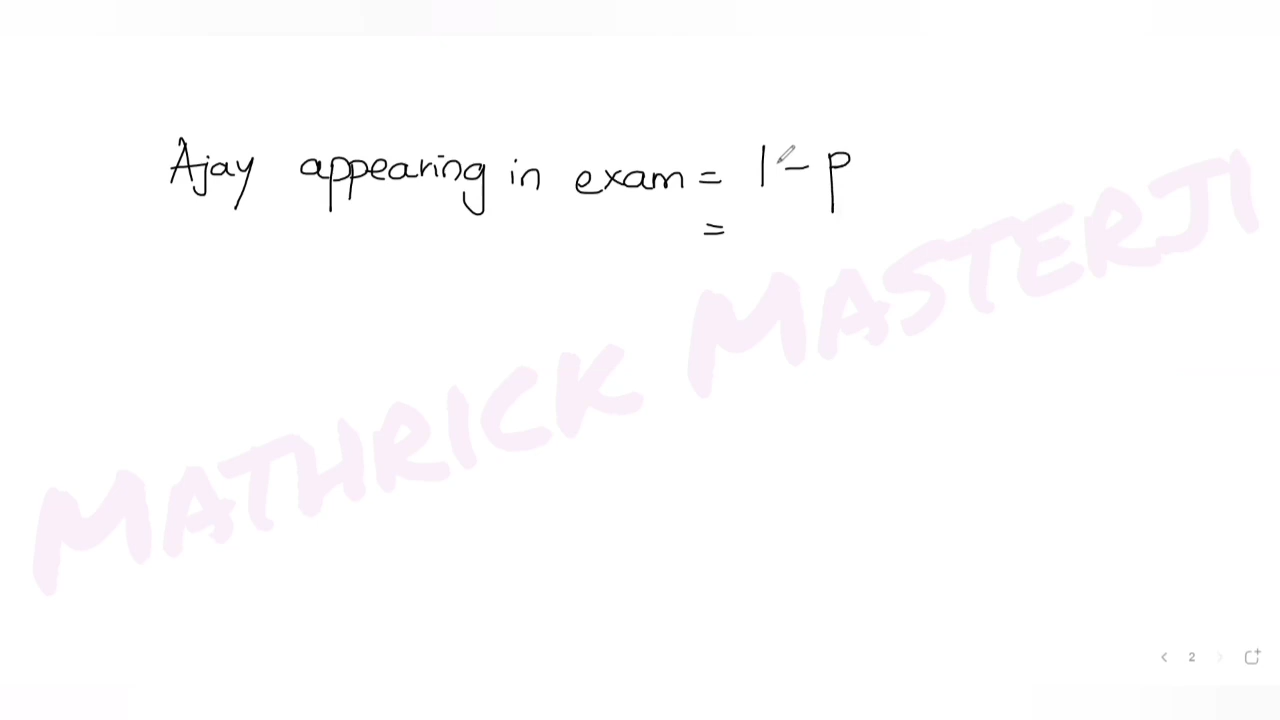 Ajay appearing in exam = 1 - p
=
MATHRICK MASTERJI
< 2 >